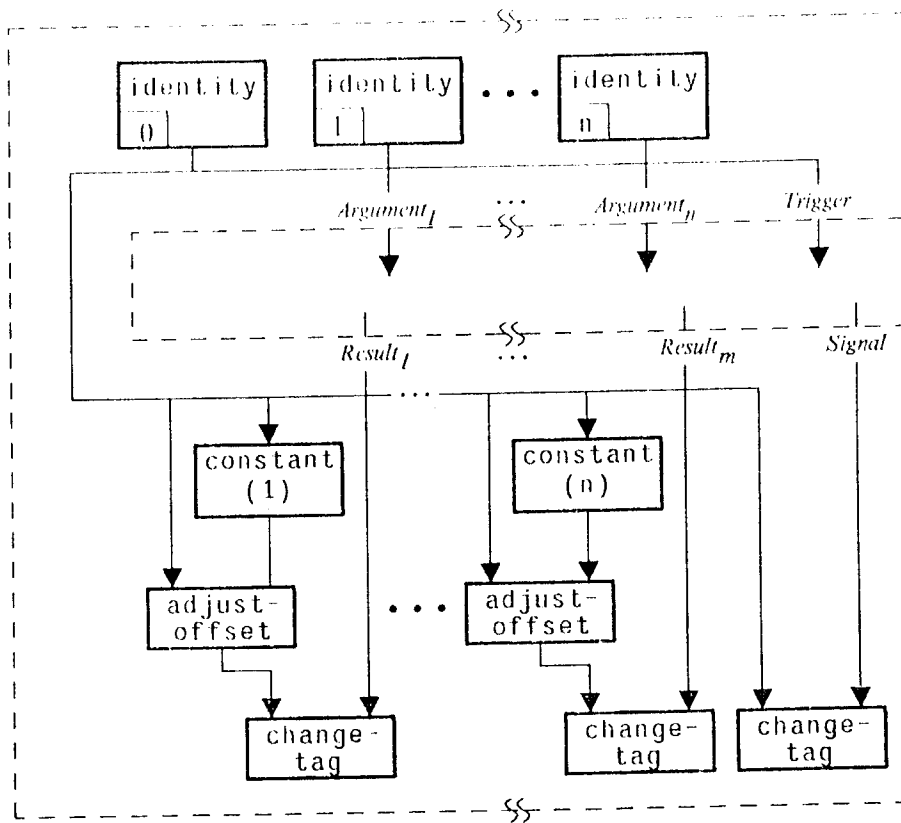 identity identity • • • identity
0 1 n
Argument1 ... Argumentn Trigger
Result1 ... Resultm Signal
...
constant (1) constant (n)
adjust-offset • • • adjust-offset
change-tag change-tag change-tag